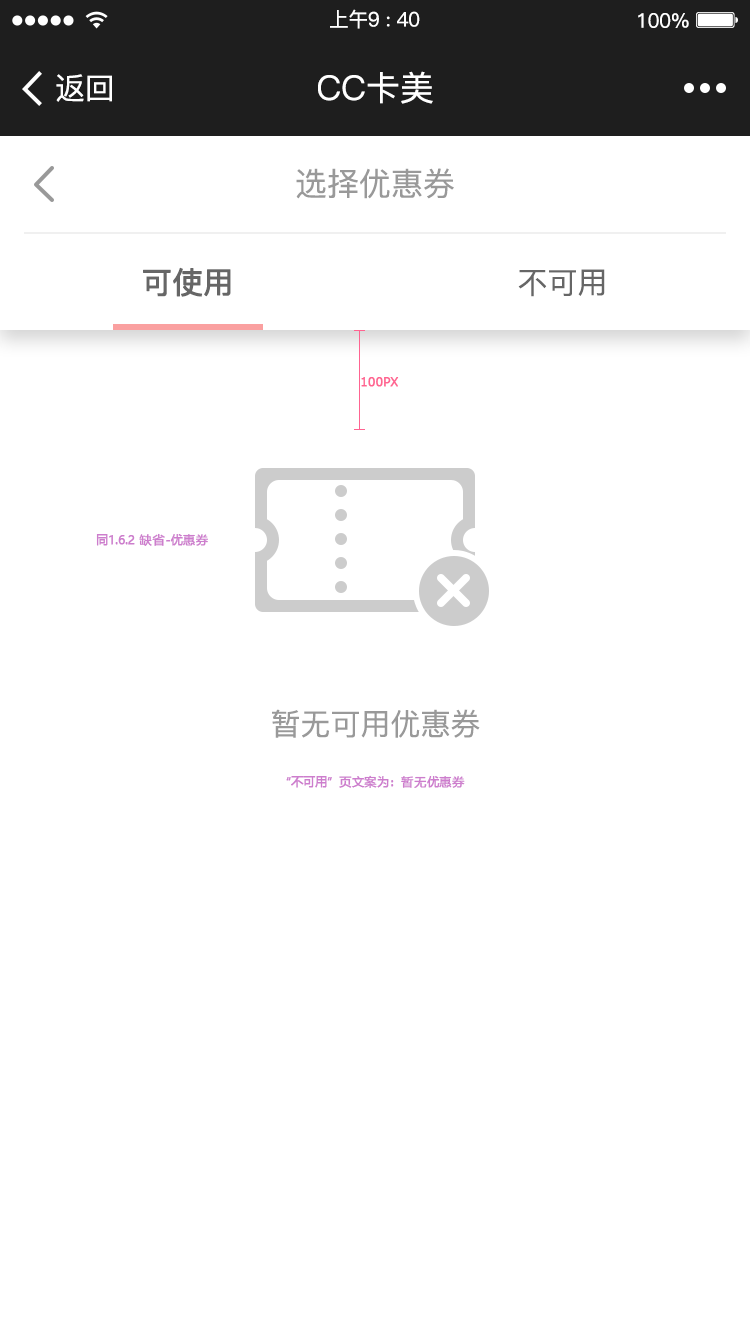 上午9 : 40
100%
返回
CC卡美
选择优惠券
可使用
不可用
100PX
同1.6.2 缺省-优惠券
暂无可用优惠券
“不可用” 页文案为：暂无优惠券